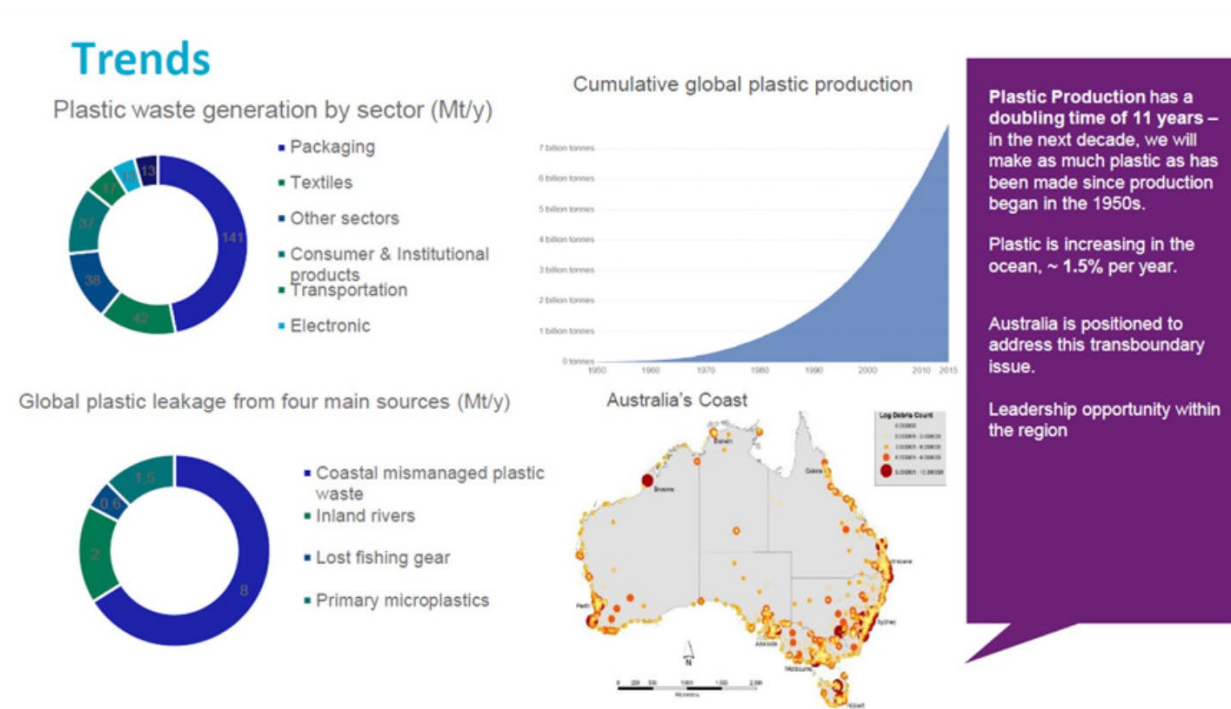 Trends
Plastic waste generation by sector (Mt/y)
13
17
37
38
42
141
Packaging
Textiles
Other sectors
Consumer & Institutional
products
Transportation
Electronic
Global plastic leakage from four main sources (Mt/y)
1.5
0.6
2
8
Coastal mismanaged plastic
waste
Inland rivers
Lost fishing gear
Primary microplastics
Cumulative global plastic production
7 billion tonnes
6 billion tonnes
5 billion tonnes
4 billion tonnes
3 billion tonnes
2 billion tonnes
1 billion tonnes
0 tonnes
1950 1960 1970 1980 1990 2000 2010 2015
Australia's Coast
Log Debris Count
Darwin
Cairns
Broome
Brisbane
Perth
Sydney
Adelaide
Melbourne
Hobart
N
Kilometres
Plastic Production has a
doubling time of 11 years –
in the next decade, we will
make as much plastic as has
been made since production
began in the 1950s.
Plastic is increasing in the
ocean, ~ 1.5% per year.
Australia is positioned to
address this transboundary
issue.
Leadership opportunity within
the region